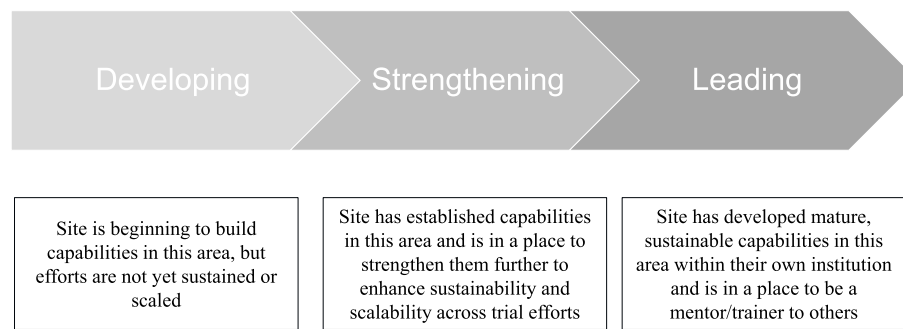 Developing
Strengthening
Leading
Site is beginning to build
capabilities in this area, but
efforts are not yet sustained or
scaled
Site has established capabilities
in this area and is in a place to
strengthen them further to
enhance sustainability and
scalability across trial efforts
Site has developed mature,
sustainable capabilities in this
area within their own institution
and is in a place to be a
mentor/trainer to others